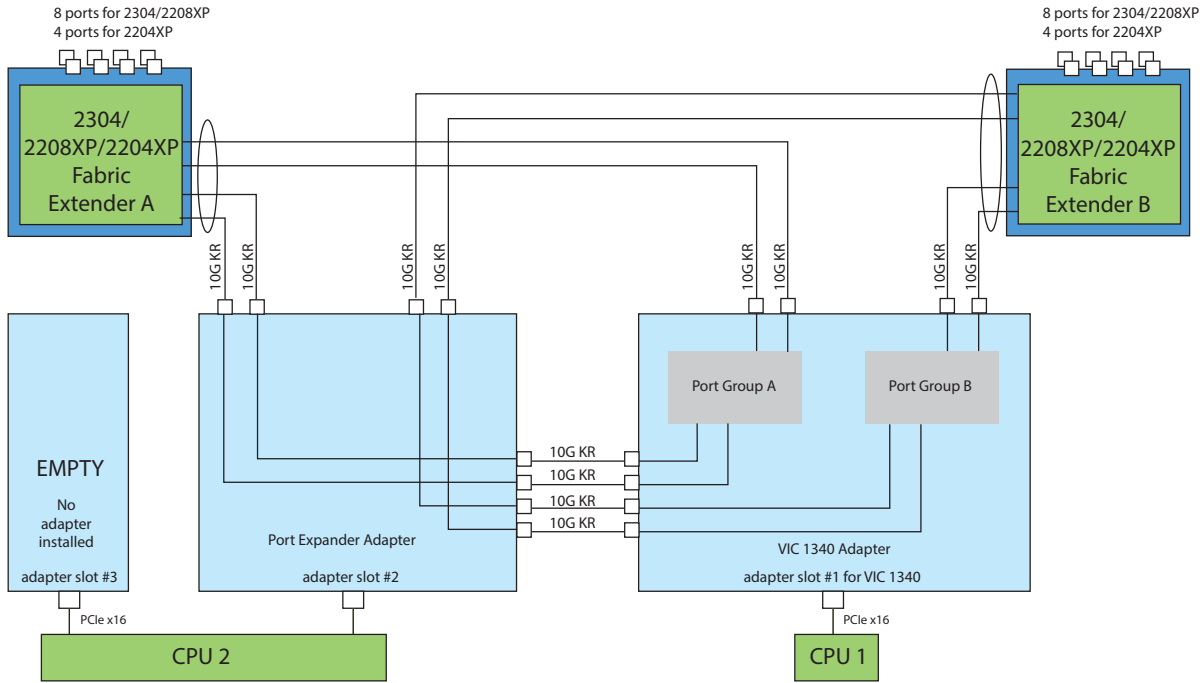 8 ports for 2304/2208XP
4 ports for 2204XP
8 ports for 2304/2208XP
4 ports for 2204XP
2304/
2208XP/2204XP
Fabric
Extender A
2304/
2208XP/2204XP
Fabric
Extender B
10G KR
10G KR
10G KR
10G KR
10G KR
10G KR
10G KR
10G KR
Port Group A
Port Group B
10G KR
10G KR
10G KR
10G KR
EMPTY
No
adapter
installed
adapter slot #3
Port Expander Adapter
adapter slot #2
VIC 1340 Adapter
adapter slot #1 for VIC 1340
PCIe x16
PCIe x16
CPU 2
CPU 1